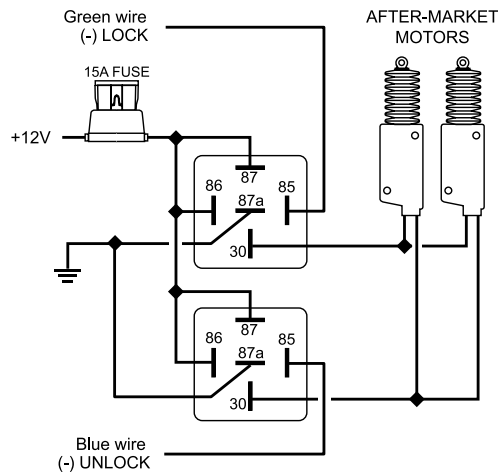 Green wire
(-) LOCK
AFTER-MARKET
MOTORS
15A FUSE
+12V
87
86
87a
85
30
87
86
87a
85
30
Blue wire
(-) UNLOCK